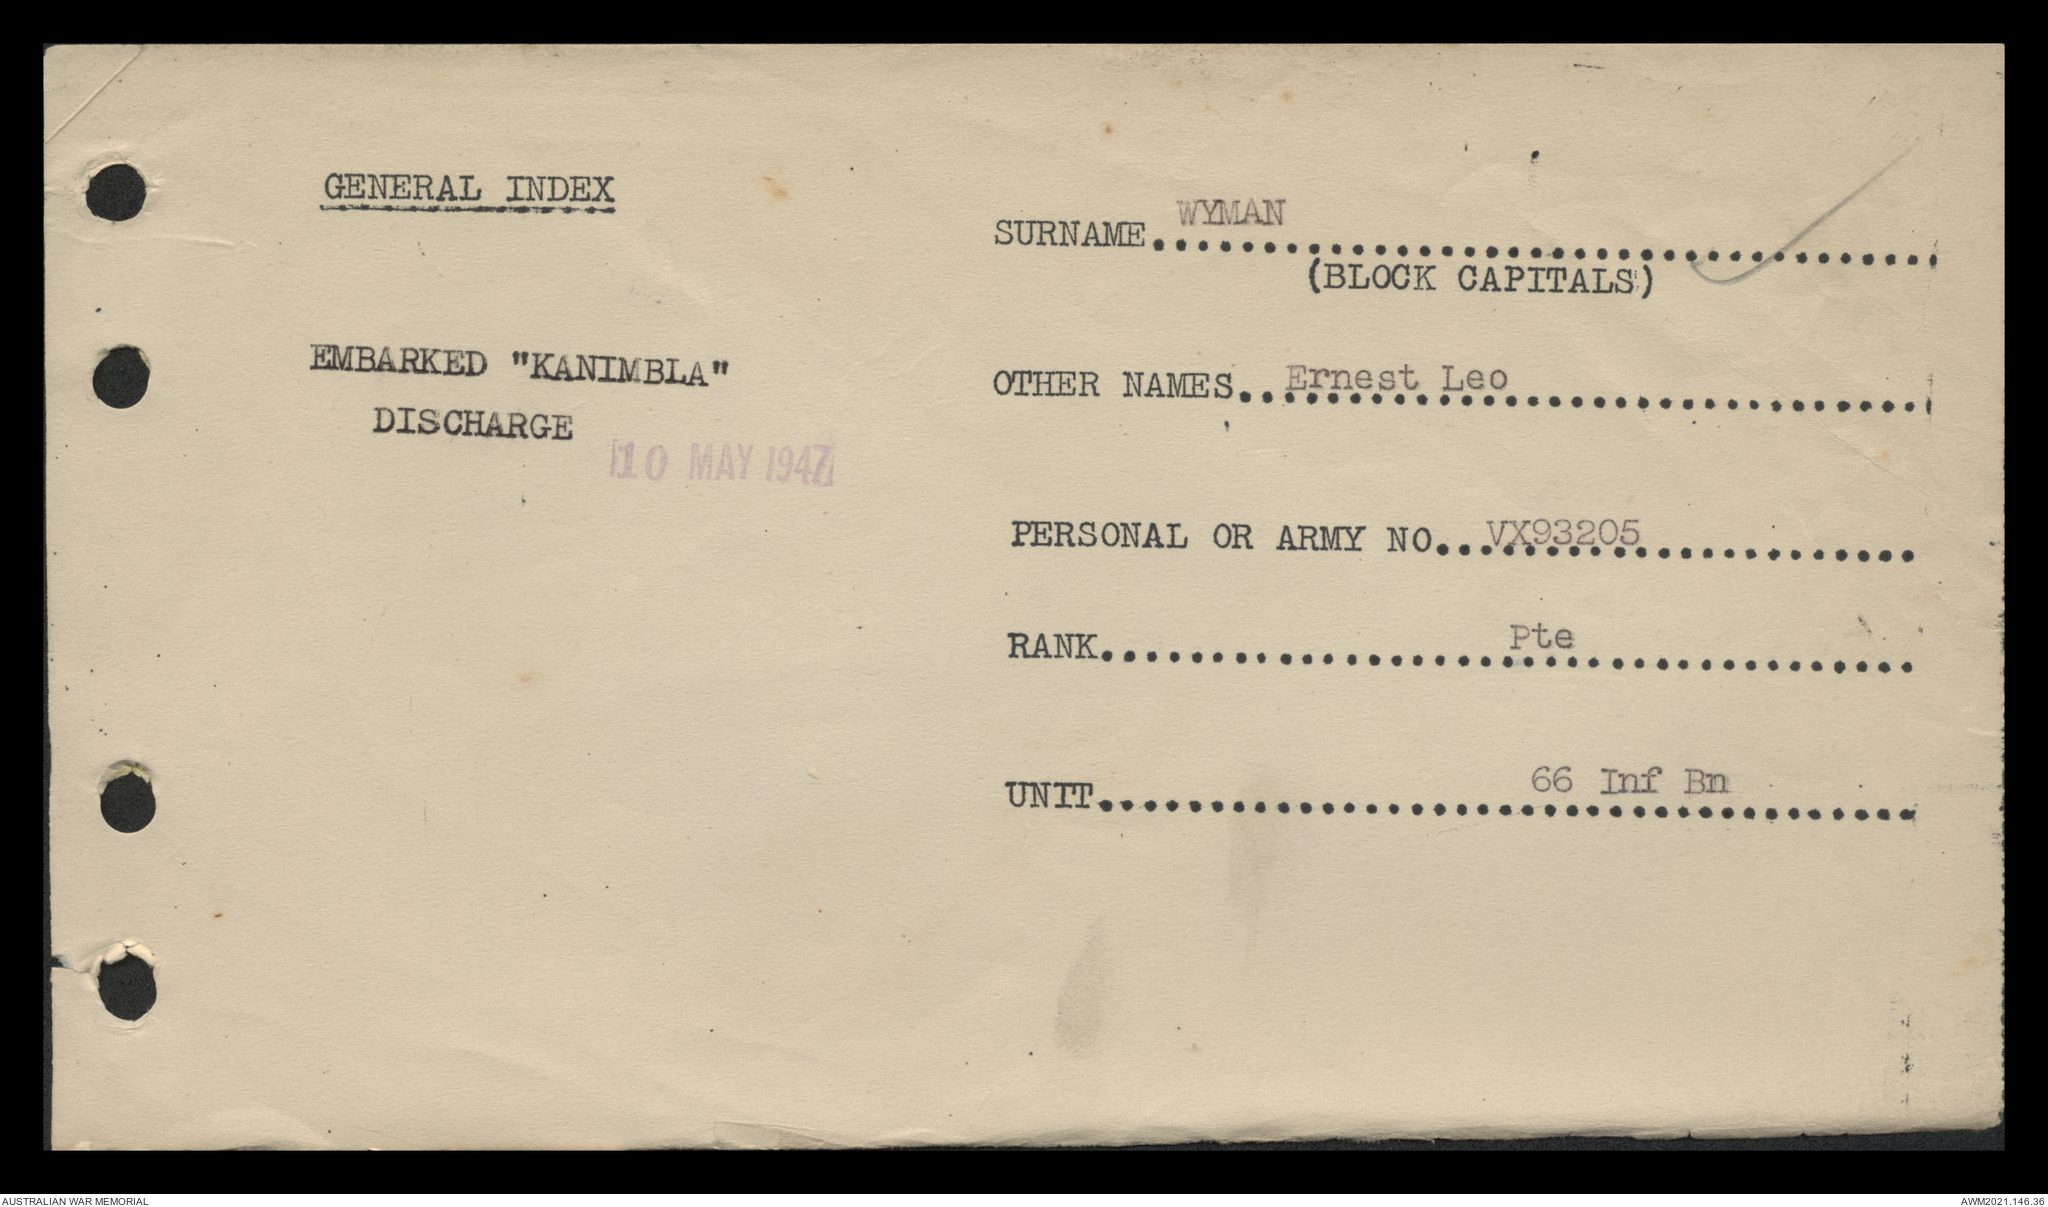 GENERAL INDEX
EMBARKED "KANIMBLA"
DISCHARGE
10 MAY 1947
SURNAME WYMAN
(BLOCK CAPITALS)
OTHER NAMES Ernest Leo
PERSONAL OR ARMY NO. VX93205
RANK Pte
UNIT 66 Inf Bn
AUSTRALIAN WAR MEMORIAL
AWM2021.146.36